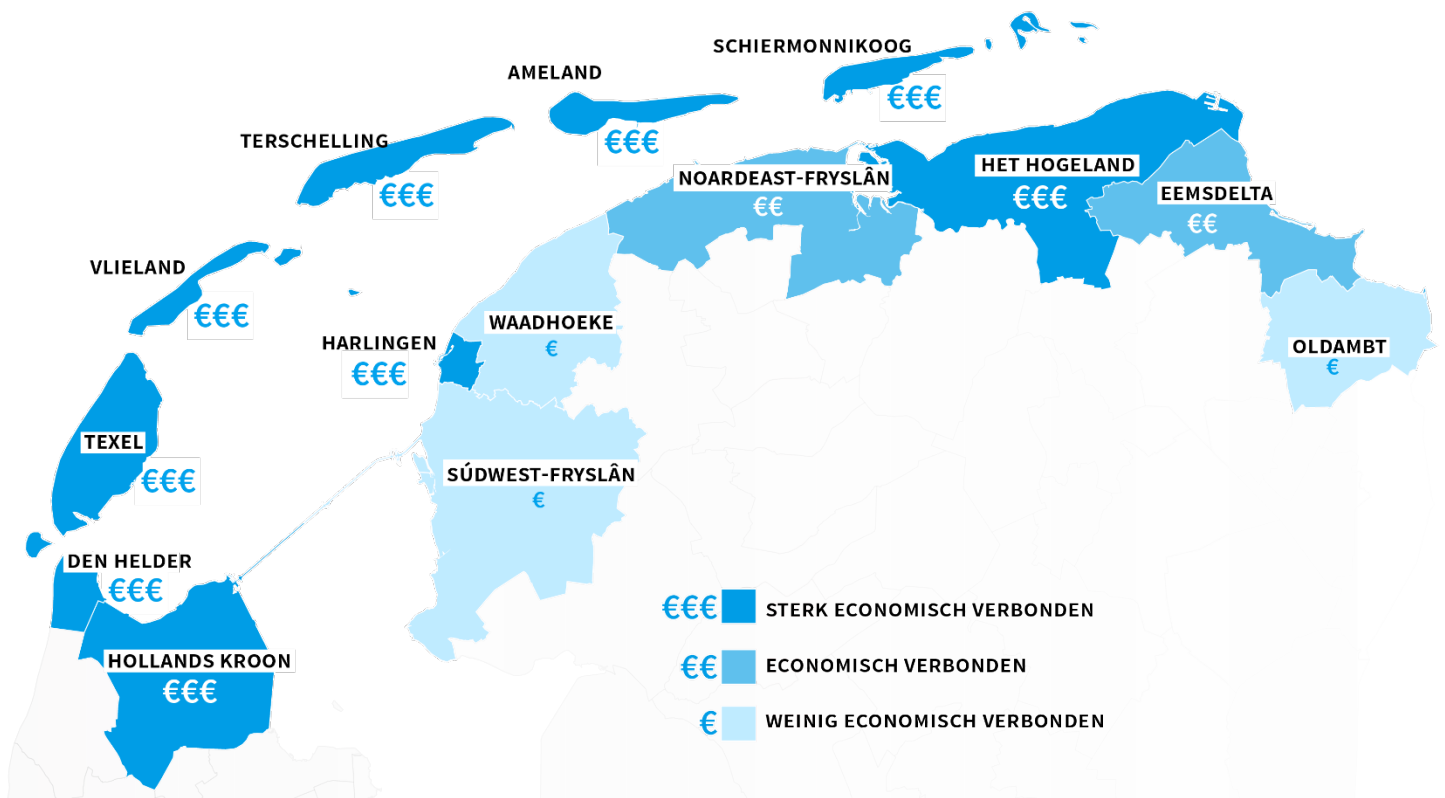 SCHIERMONNIKOOG
€€€
AMELAND
€€€
TERSCHELLING
€€€
NOARDEAST-FRYSLÂN
€€
HET HOGELAND
€€€
EEMSDELTA
€€
VLIELAND
€€€
HARLINGEN
€€€
WAADHOEKE
€
OLDAMBT
€
TEXEL
€€€
SÚDWEST-FRYSLÂN
€
DEN HELDER
€€€
HOLLANDS KROON
€€€
€€€ STERK ECONOMISCH VERBONDEN
€€ ECONOMISCH VERBONDEN
€ WEINIG ECONOMISCH VERBONDEN